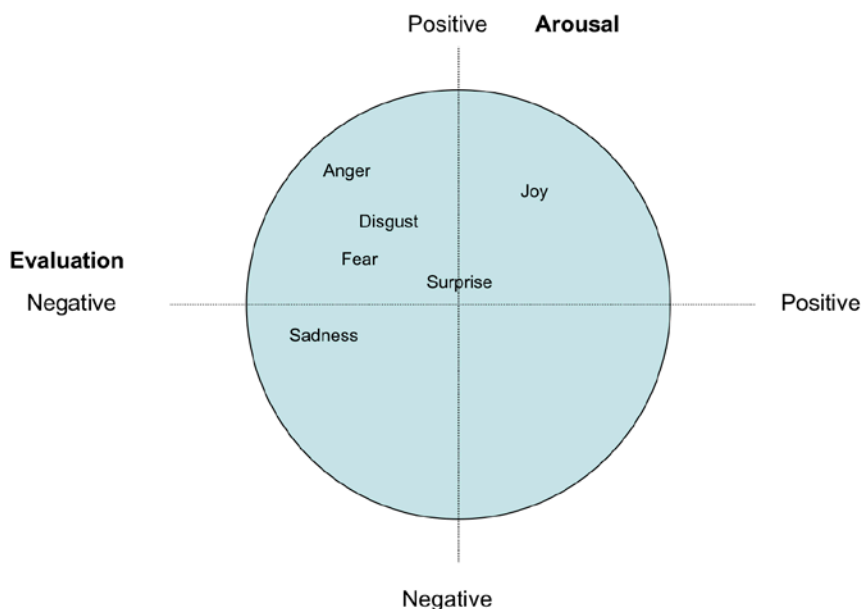 Positive Arousal
Anger
Joy
Disgust
Evaluation
Fear
Surprise
Negative
Positive
Sadness
Negative